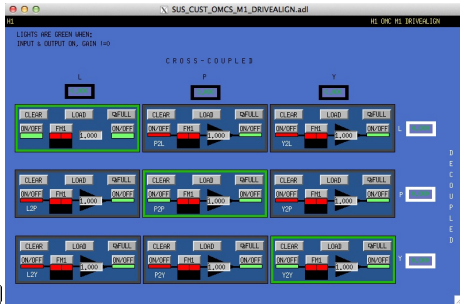 SUS_CUST_OMCS_M1_DRIVEALIGN.adl
H1
H1 OMC M1 DRIVEALIGN
LIGHTS ARE GREEN WHEN;
INPUT & OUTPUT ON, GAIN !=0
CROSS-COUPLED
L P Y
CLEAR LOAD FULL CLEAR LOAD FULL CLEAR LOAD FULL
ON/OFF FM1 1.000 ON/OFF ON/OFF FM1 1.000 ON/OFF ON/OFF FM1 1.000 ON/OFF L
P2L Y2L
CLEAR LOAD FULL CLEAR LOAD FULL CLEAR LOAD FULL
ON/OFF FM1 1.000 ON/OFF ON/OFF FM1 1.000 ON/OFF ON/OFF FM1 1.000 ON/OFF P
L2P P2P Y2P
CLEAR LOAD FULL CLEAR LOAD FULL CLEAR LOAD FULL
ON/OFF FM1 1.000 ON/OFF ON/OFF FM1 1.000 ON/OFF ON/OFF FM1 1.000 ON/OFF Y
L2Y P2Y Y2Y
DECOUPLED